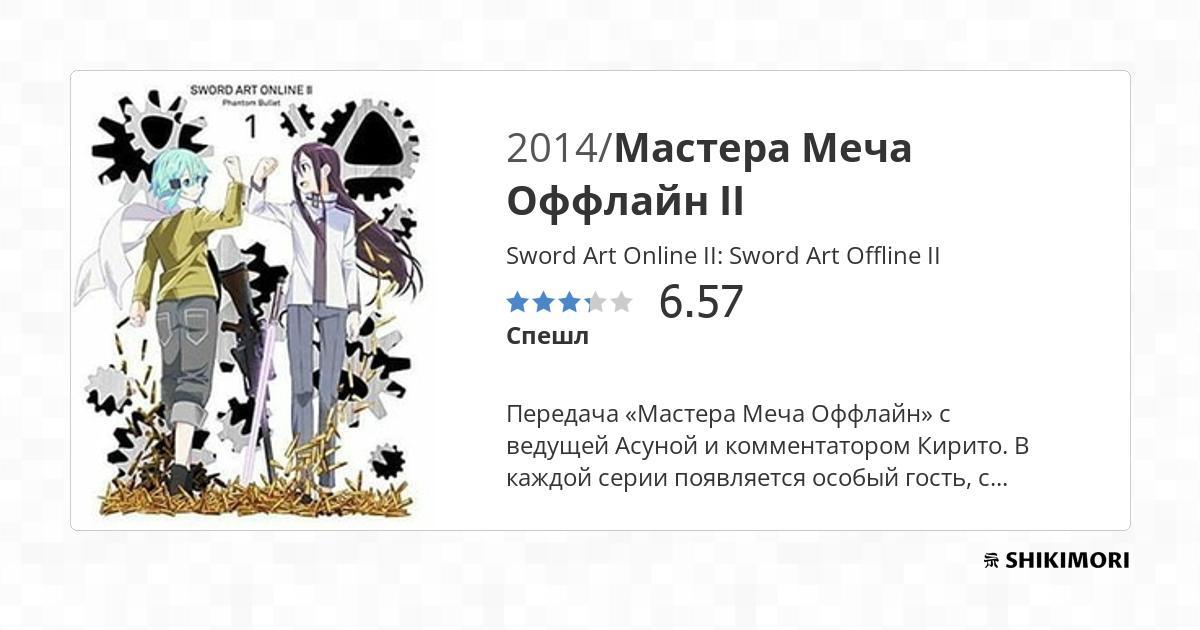 SWORD ART ONLINE II
Phantom Bullet
1
2014/Мастера Меча
Оффлайн II
Sword Art Online II: Sword Art Offline II
6.57
Спешл
Передача «Мастера Меча Оффлайн» с
ведущей Асуной и комментатором Кирито. В
каждой серии появляется особый гость, с...
SHIKIMORI